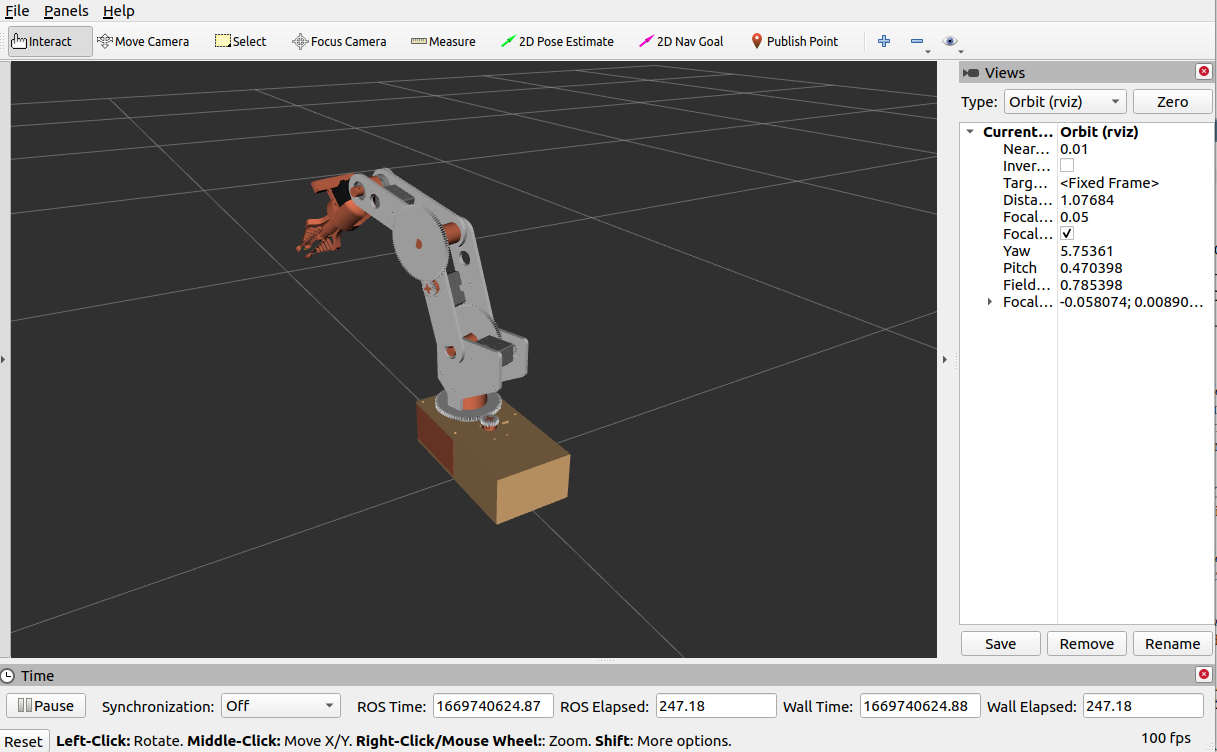 File Panels Help
Interact Move Camera Select Focus Camera Measure 2D Pose Estimate 2D Nav Goal Publish Point
Views
Type: Orbit (rviz) Zero
Current... Orbit (rviz)
Near... 0.01
Inver...
Targ... <Fixed Frame>
Dista... 1.07684
Focal... 0.05
Focal...
Yaw 5.75361
Pitch 0.470398
Field... 0.785398
Focal... -0.058074; 0.00890...
Save Remove Rename
Time
Pause Synchronization: Off ROS Time: 1669740624.87 ROS Elapsed: 247.18 Wall Time: 1669740624.88 Wall Elapsed: 247.18
Reset Left-Click: Rotate. Middle-Click: Move X/Y. Right-Click/Mouse Wheel:: Zoom. Shift: More options. 100 fps